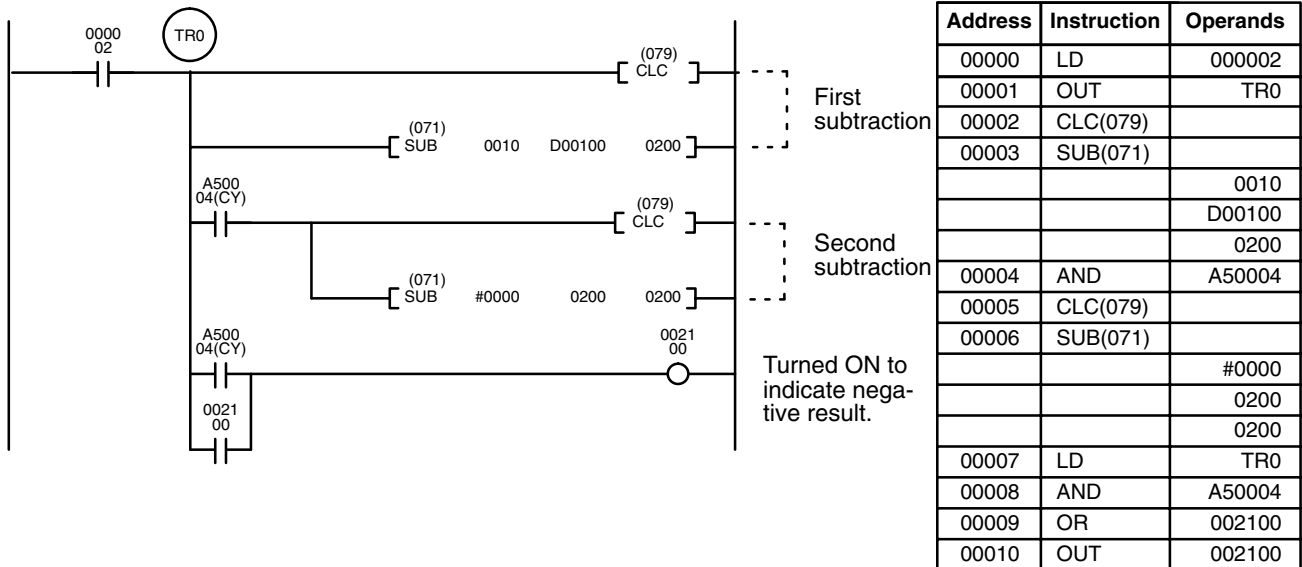 0000
02
TR0
(079)
CLC
First
subtraction
(071)
SUB 0010 D00100 0200
A500
04(CY)
(079)
CLC
Second
subtraction
(071)
SUB #0000 0200 0200
A500
04(CY)
0021
00
Turned ON to
indicate nega-
tive result.
0021
00
Address Instruction Operands
00000 LD 000002
00001 OUT TR0
00002 CLC(079)
00003 SUB(071)
0010
D00100
0200
00004 AND A50004
00005 CLC(079)
00006 SUB(071)
#0000
0200
0200
00007 LD TR0
00008 AND A50004
00009 OR 002100
00010 OUT 002100